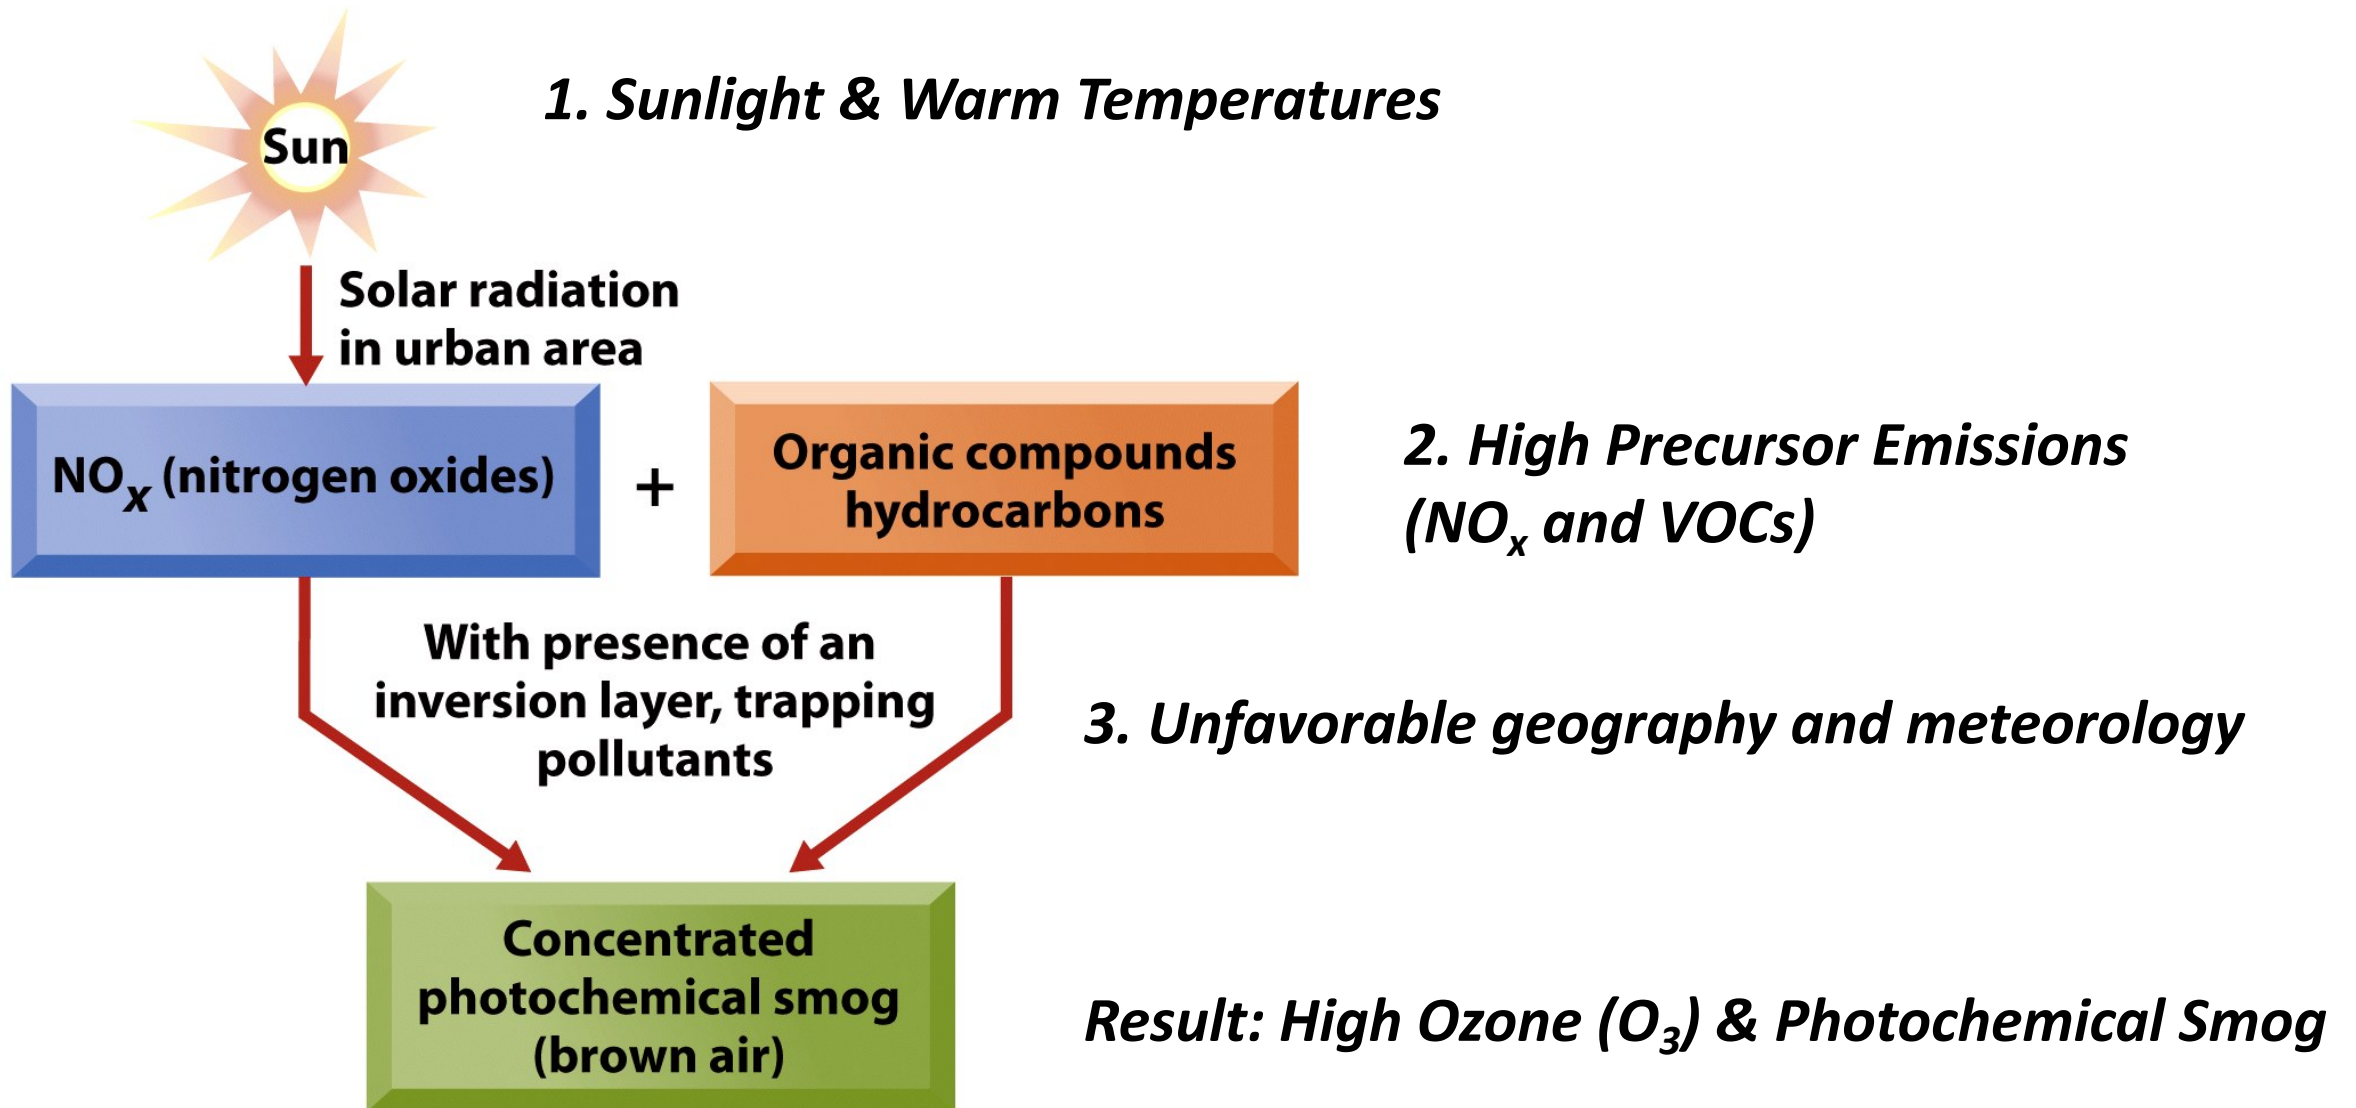 Sun
1. Sunlight & Warm Temperatures
Solar radiation
in urban area
NOx (nitrogen oxides)
+
Organic compounds
hydrocarbons
2. High Precursor Emissions
(NOx and VOCs)
With presence of an
inversion layer, trapping
pollutants
3. Unfavorable geography and meteorology
Concentrated
photochemical smog
(brown air)
Result: High Ozone (O3) & Photochemical Smog